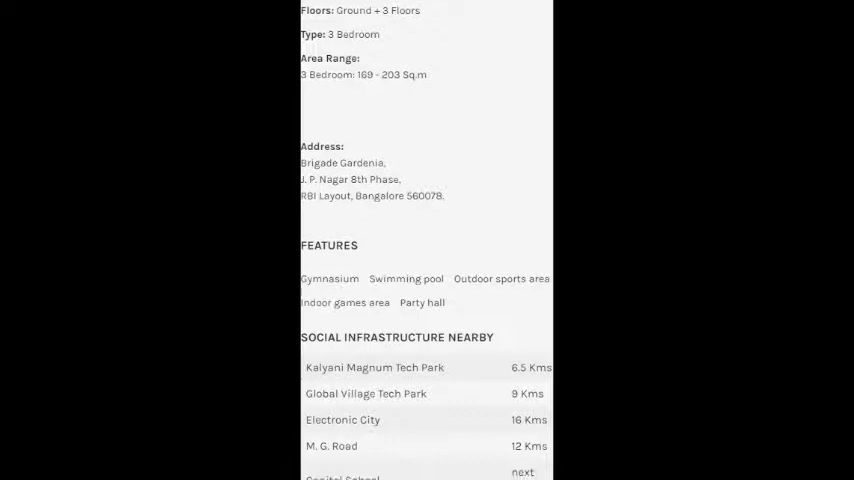 Floors: Ground + 3 Floors
Type: 3 Bedroom
Area Range:
3 Bedroom: 169 - 203 Sq.m
Address:
Brigade Gardenia,
J. P. Nagar 8th Phase,
RBI Layout, Bangalore 560078.
FEATURES
Gymnasium Swimming pool Outdoor sports area
Indoor games area Party hall
SOCIAL INFRASTRUCTURE NEARBY
Kalyani Magnum Tech Park 6.5 Kms
Global Village Tech Park 9 Kms
Electronic City 16 Kms
M. G. Road 12 Kms
next
School